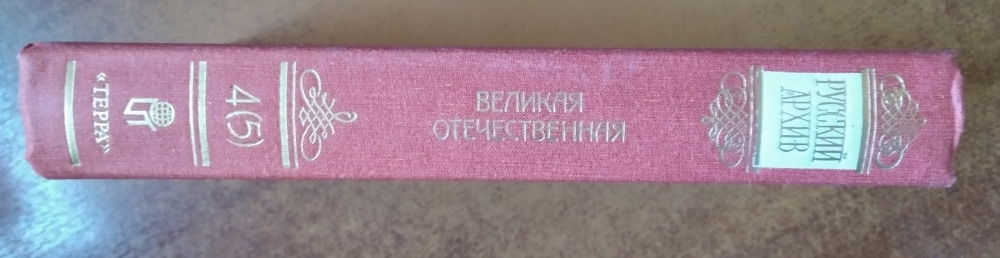 РУССКИЙ
АРХИВ
ВЕЛИКАЯ
ОТЕЧЕСТВЕННАЯ
4(5)
«ТЕРРА»